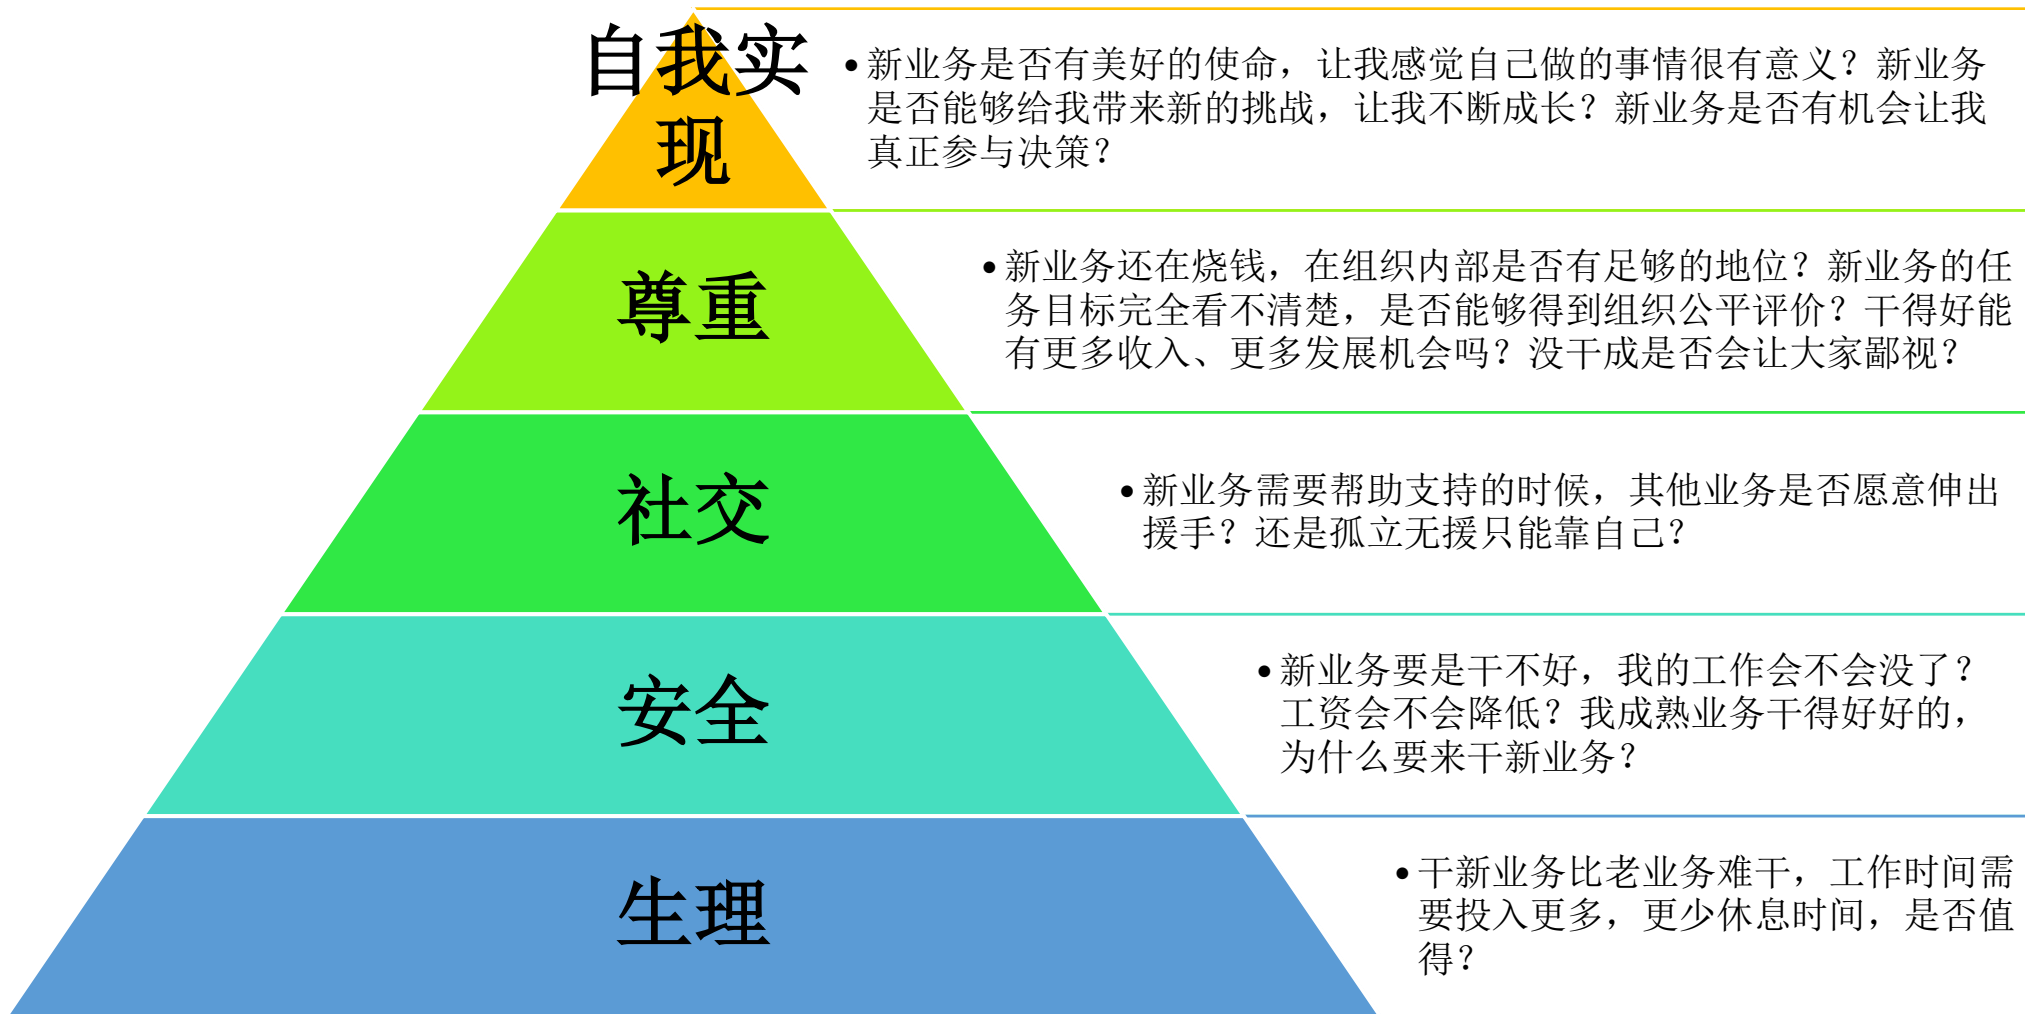 自我实
现
• 新业务是否有美好的使命，让我感觉自己做的事情很有意义？新业务
是否能够给我带来新的挑战，让我不断成长？新业务是否有机会让我
真正参与决策？
尊重
• 新业务还在烧钱，在组织内部是否有足够的地位？新业务的任
务目标完全看不清楚，是否能够得到组织公平评价？干得好能
有更多收入、更多发展机会吗？没干成是否会让大家鄙视？
社交
• 新业务需要帮助支持的时候，其他业务是否愿意伸出
援手？还是孤立无援只能靠自己？
安全
• 新业务要是干不好，我的工作会不会没了？
工资会不会降低？我成熟业务干得好好的，
为什么要来干新业务？
生理
• 干新业务比老业务难干，工作时间需
要投入更多，更少休息时间，是否值
得？